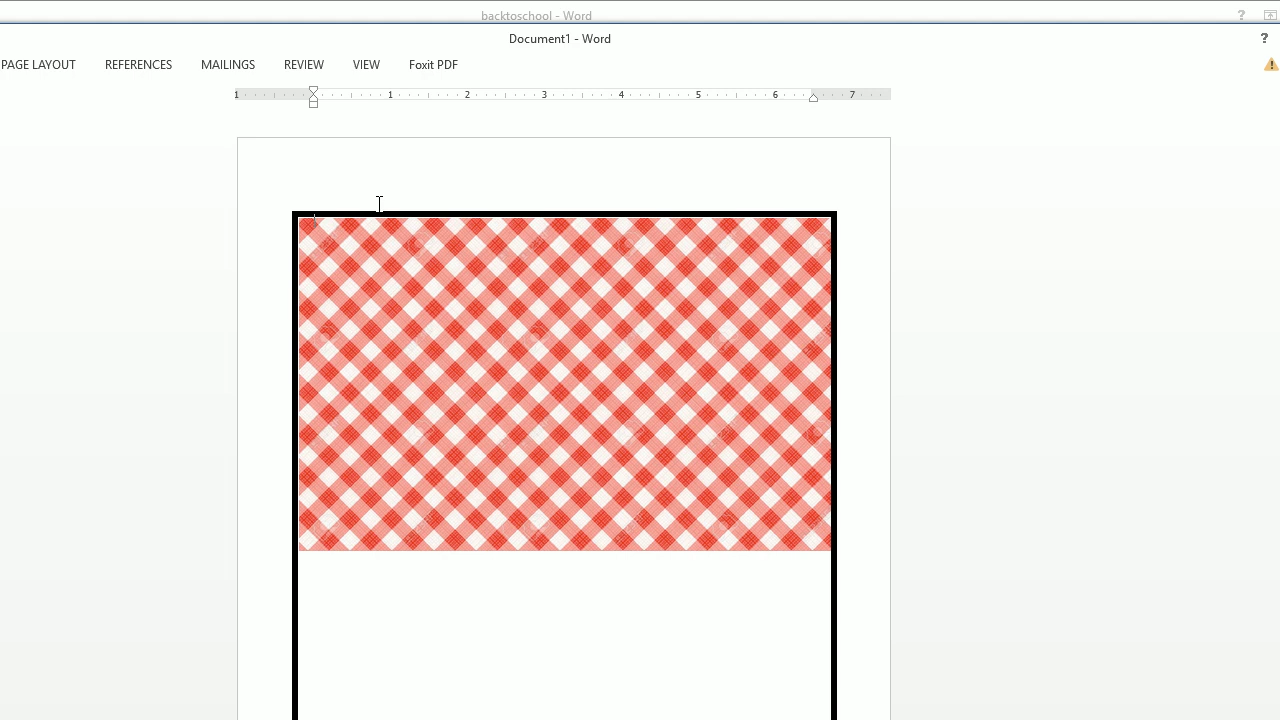 backtoschool - Word
?
Document1 - Word
?
PAGE LAYOUT REFERENCES MAILINGS REVIEW VIEW Foxit PDF
1 1 2 3 4 5 6 7